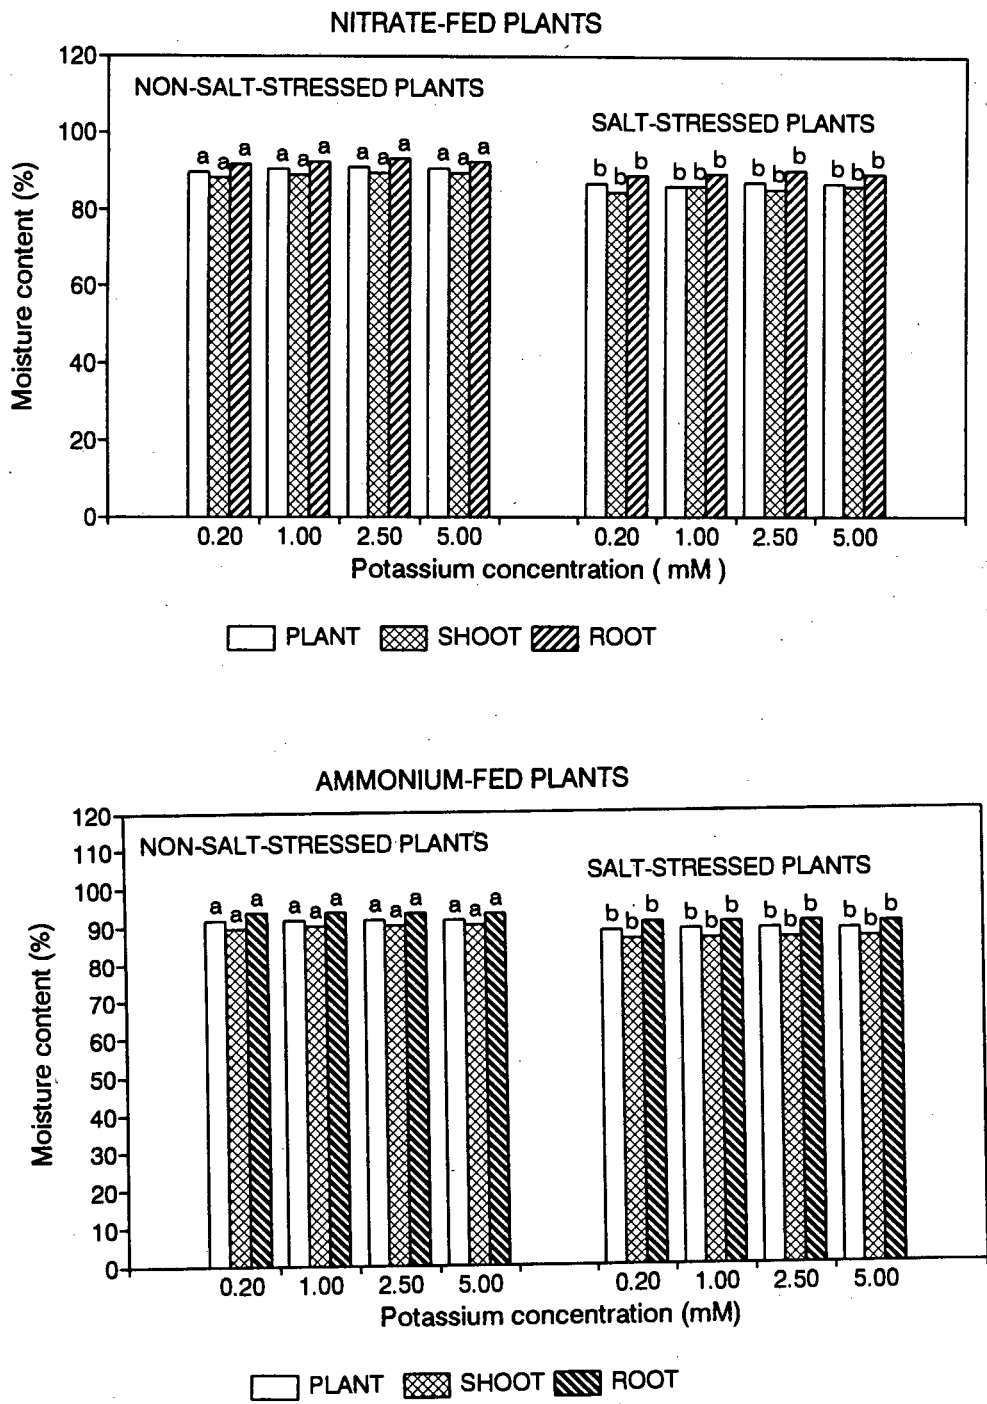 NITRATE-FED PLANTS
120
NON-SALT-STRESSED PLANTS
SALT-STRESSED PLANTS
100
a a a a a a a a a a a a
b b b b b b b b b b b b
80
60
40
20
0
Moisture content (%)
0.20 1.00 2.50 5.00 0.20 1.00 2.50 5.00
Potassium concentration ( mM )
PLANT SHOOT ROOT
AMMONIUM-FED PLANTS
120
NON-SALT-STRESSED PLANTS
SALT-STRESSED PLANTS
110
100
a a a a a a a a a a a a
b b b b b b b b b b b b
90
80
70
60
50
40
30
20
10
0
Moisture content (%)
0.20 1.00 2.50 5.00 0.20 1.00 2.50 5.00
Potassium concentration (mM)
PLANT SHOOT ROOT